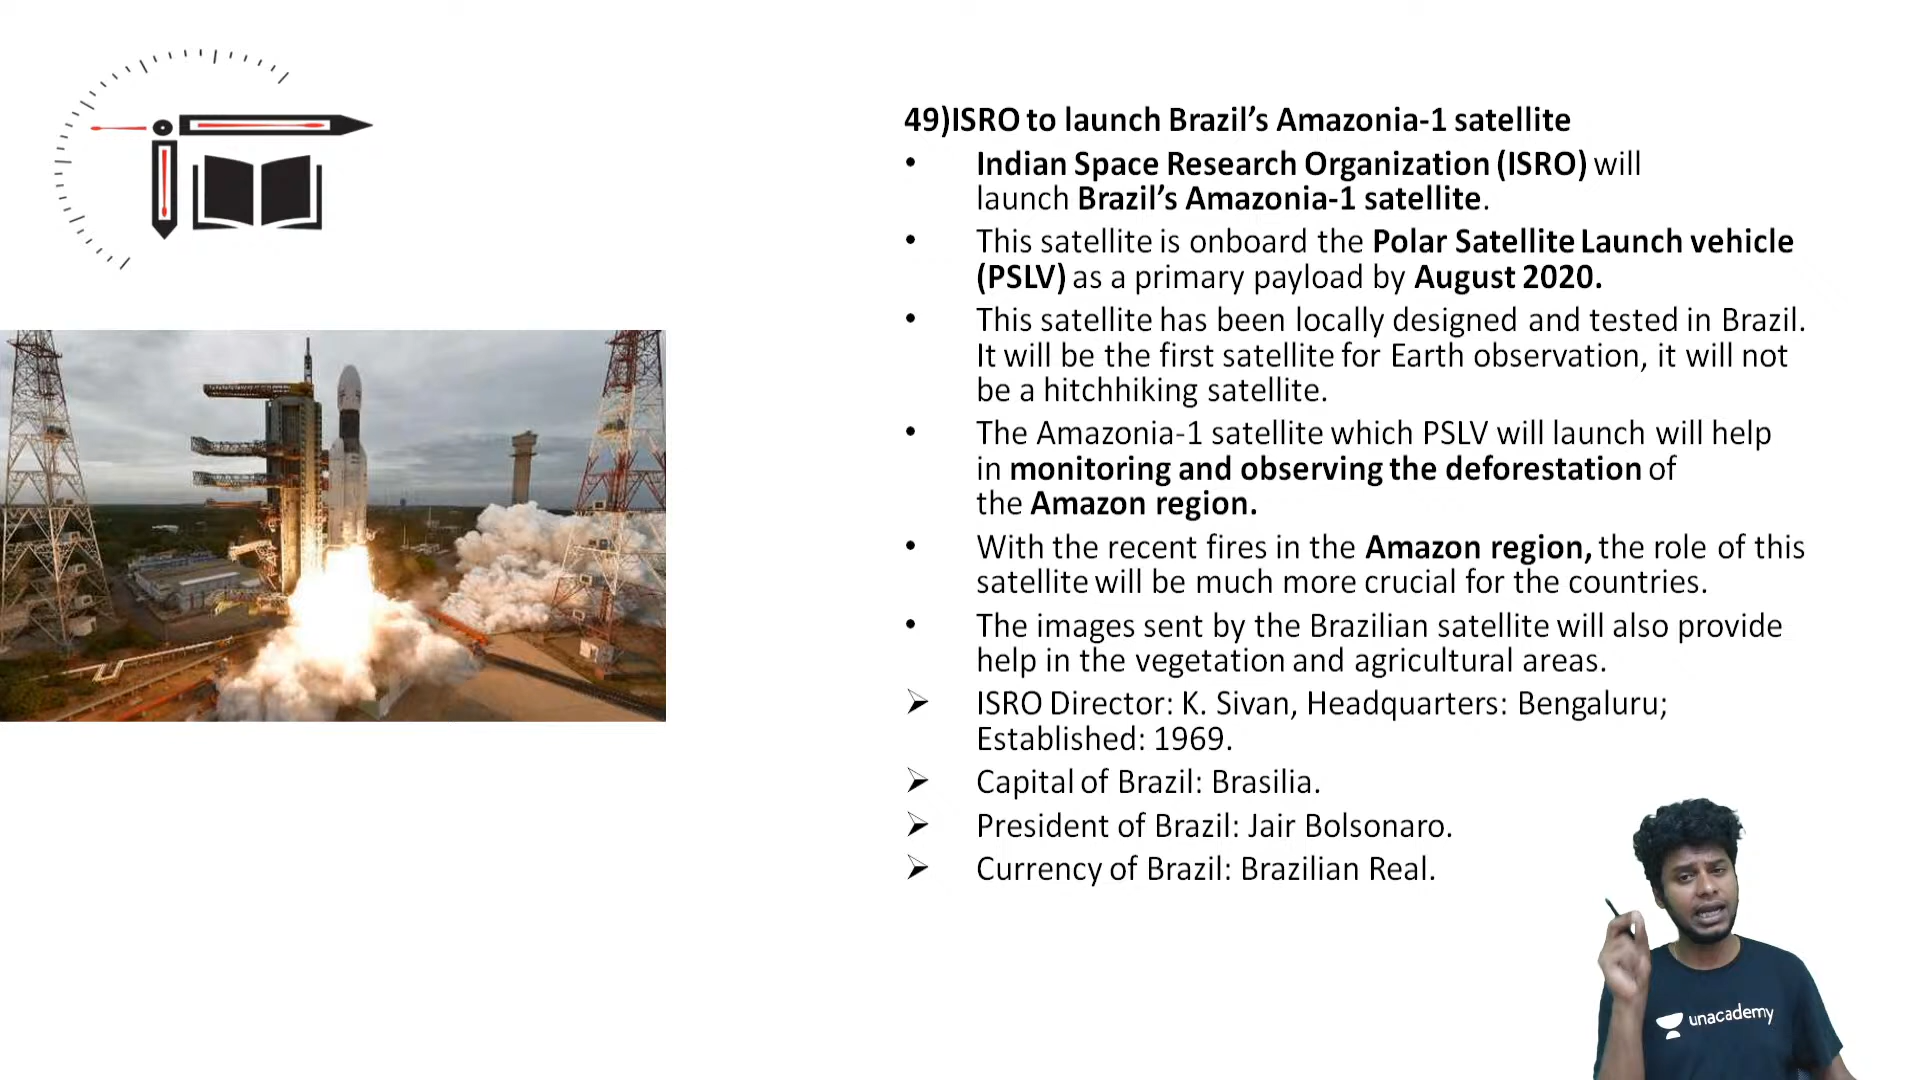 49)ISRO to launch Brazil’s Amazonia-1 satellite
• Indian Space Research Organization (ISRO) will
launch Brazil’s Amazonia-1 satellite.
• This satellite is onboard the Polar Satellite Launch vehicle
(PSLV) as a primary payload by August 2020.
• This satellite has been locally designed and tested in Brazil.
It will be the first satellite for Earth observation, it will not
be a hitchhiking satellite.
• The Amazonia-1 satellite which PSLV will launch will help
in monitoring and observing the deforestation of
the Amazon region.
• With the recent fires in the Amazon region, the role of this
satellite will be much more crucial for the countries.
• The images sent by the Brazilian satellite will also provide
help in the vegetation and agricultural areas.
➢ ISRO Director: K. Sivan, Headquarters: Bengaluru;
Established: 1969.
➢ Capital of Brazil: Brasilia.
➢ President of Brazil: Jair Bolsonaro.
➢ Currency of Brazil: Brazilian Real.
unacademy